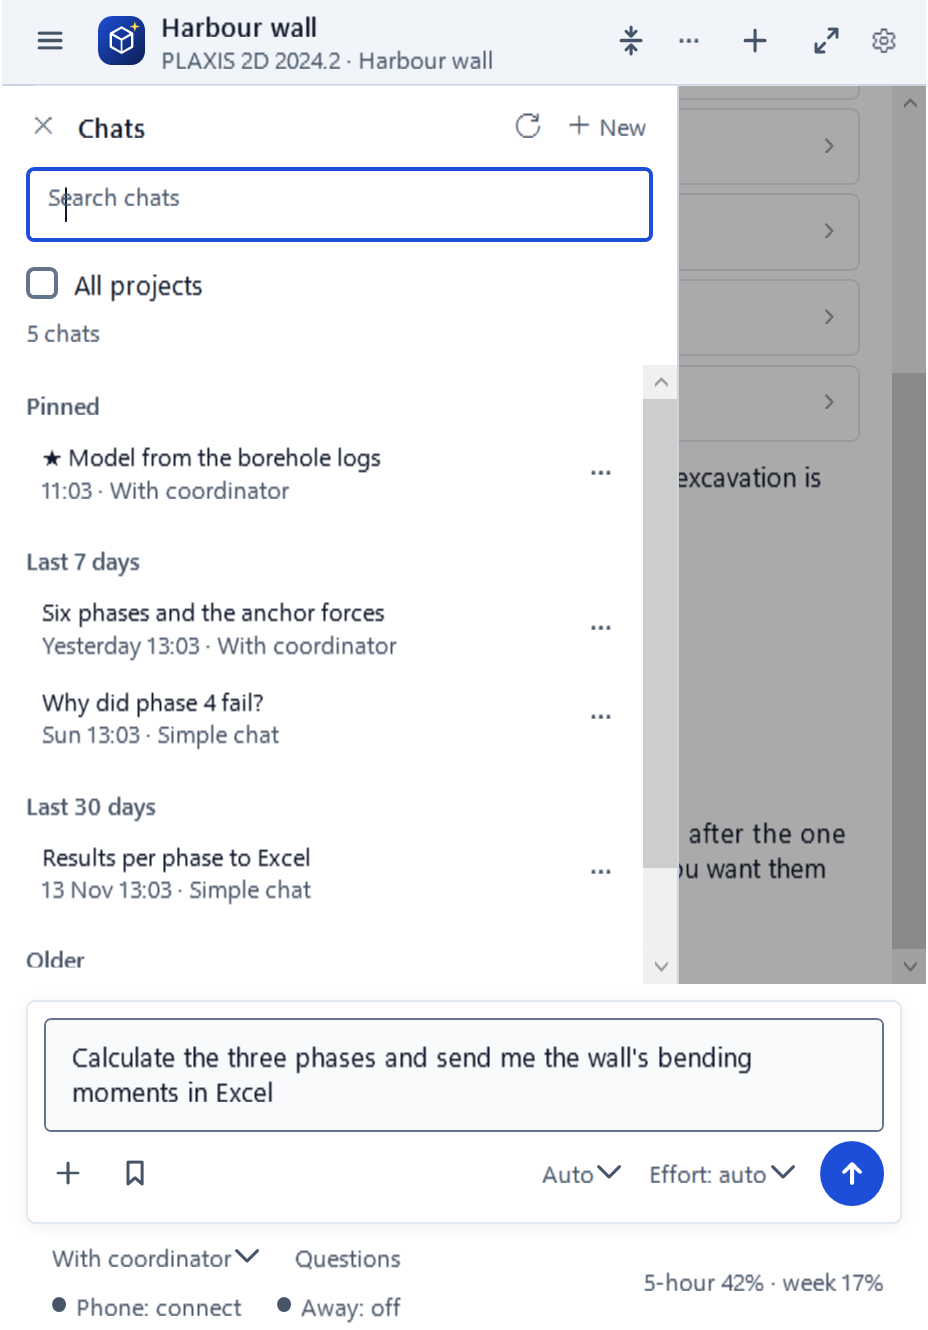 Harbour wall
PLAXIS 2D 2024.2 · Harbour wall
Chats
New
Search chats
All projects
5 chats
Pinned
★ Model from the borehole logs
11:03 · With coordinator
Last 7 days
Six phases and the anchor forces
Yesterday 13:03 · With coordinator
Why did phase 4 fail?
Sun 13:03 · Simple chat
Last 30 days
Results per phase to Excel
13 Nov 13:03 · Simple chat
Older
excavation is
after the one
want them
Calculate the three phases and send me the wall's bending
moments in Excel
Auto
Effort: auto
With coordinator
Questions
5-hour 42% · week 17%
Phone: connect
Away: off